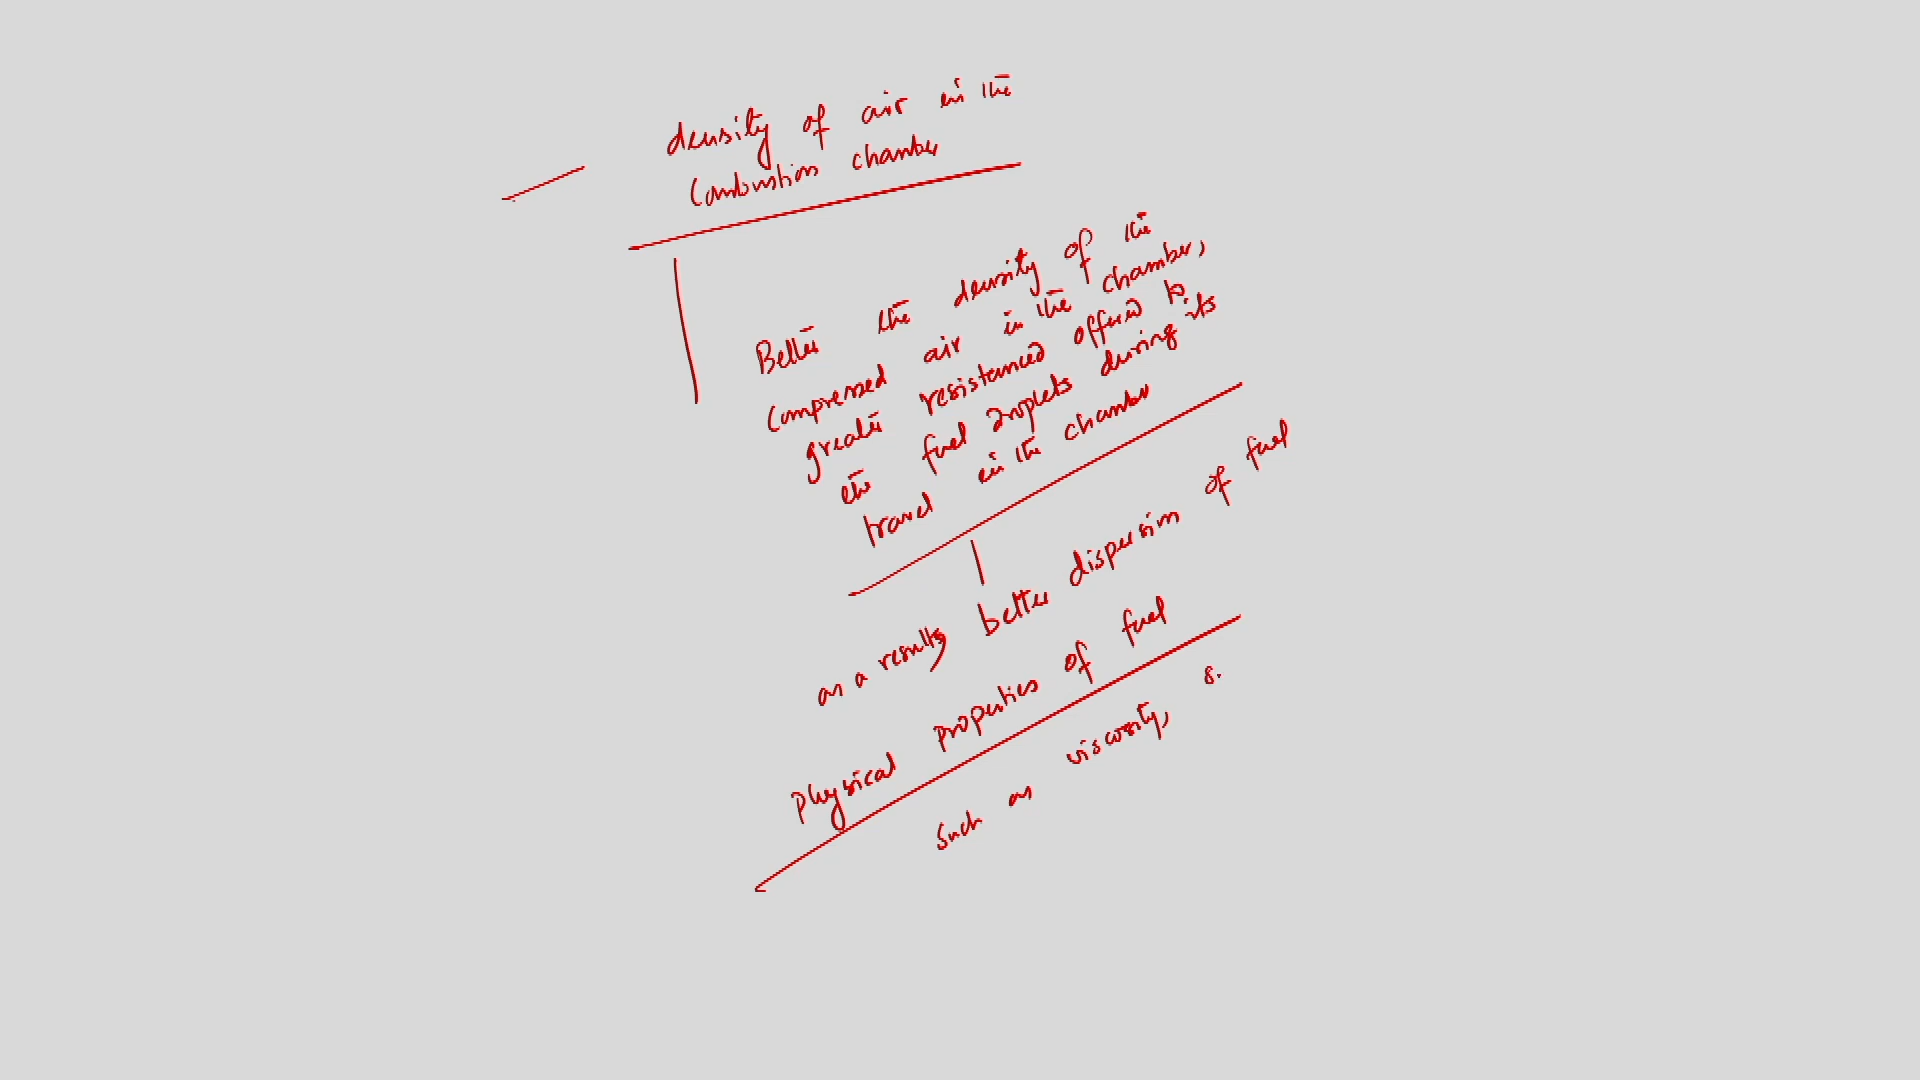 density of air in the
Combustion chamber
Better the density of the
compressed air in the chamber,
greater resistanced offered to
the fuel droplets during its
travel in the chamber
as a results, better dispersion of fuel
Physical properties of fuel
such as viscosity, s.